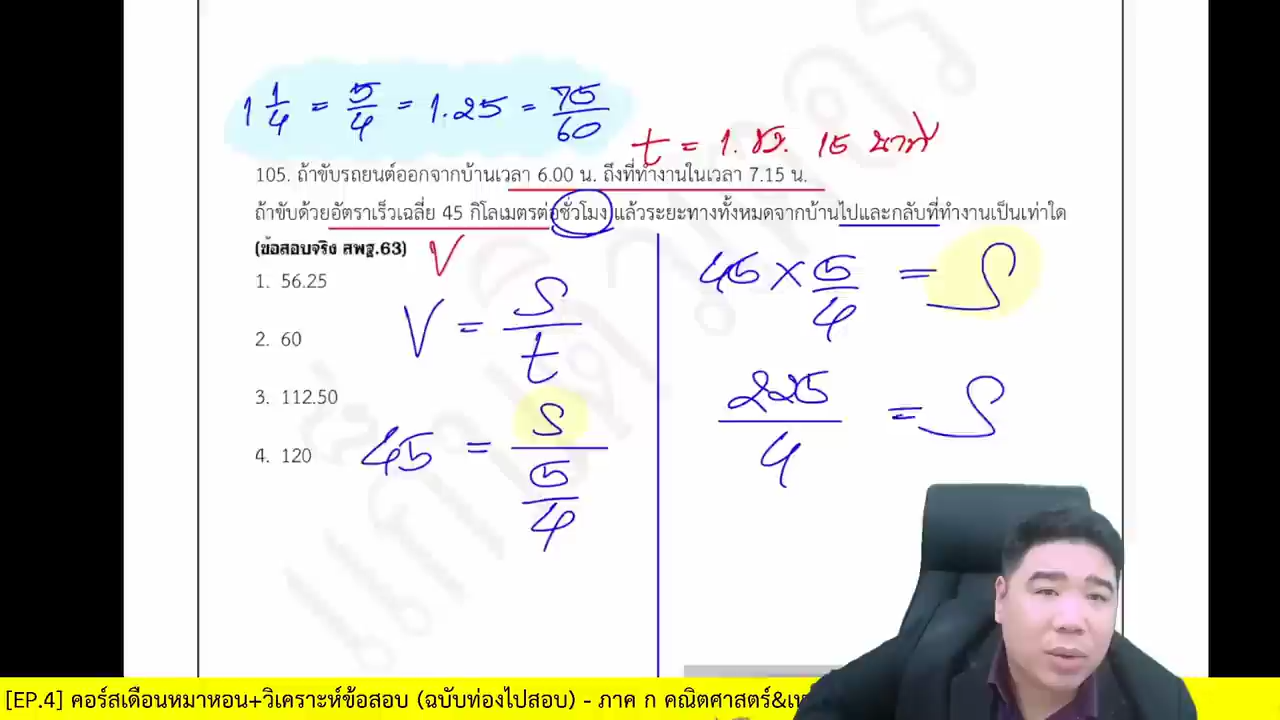 1 1/4 = 5/4 = 1.25 = 75/60
t = 1. ชม. 15 นาที
105. ถ้าขับรถยนต์ออกจากบ้านเวลา 6.00 น. ถึงที่ทำงานในเวลา 7.15 น.
ถ้าขับด้วยอัตราเร็วเฉลี่ย 45 กิโลเมตรต่อชั่วโมง แล้วระยะทางทั้งหมดจากบ้านไปและกลับที่ทำงานเป็นเท่าใด
(ข้อสอบจริง สพฐ.63)
V
1. 56.25
2. 60
3. 112.50
4. 120
V = S/t
45 = S/(5/4)
45 × 5/4 = S
225/4 = S
[EP.4] คอร์สเดือนหมาหอน+วิเคราะห์ข้อสอบ (ฉบับท่องไปสอบ) - ภาค ก คณิตศาสตร์&เห